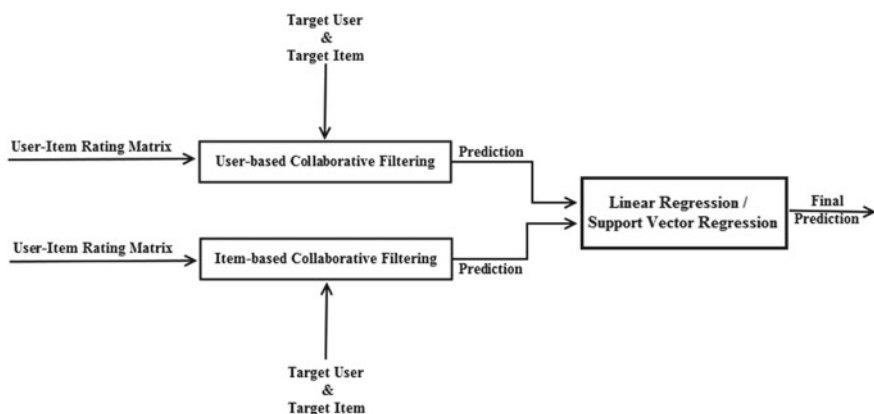 Target User
&
Target Item
User-Item Rating Matrix
User-based Collaborative Filtering
Prediction
Linear Regression /
Support Vector Regression
Final
Prediction
User-Item Rating Matrix
Item-based Collaborative Filtering
Prediction
Target User
&
Target Item